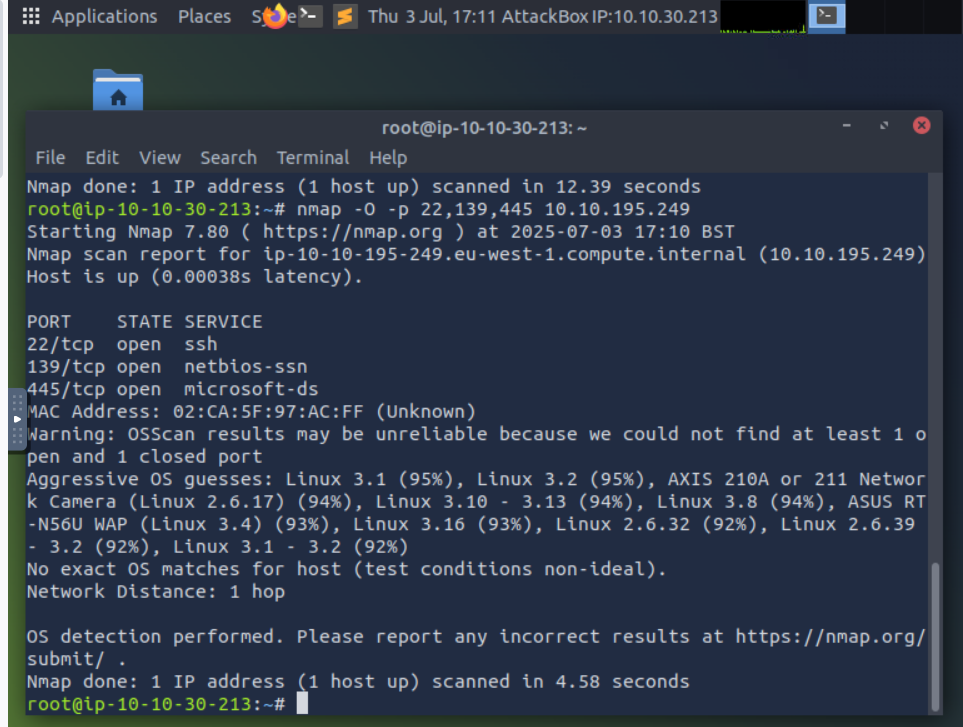 Applications Places Thu 3 Jul, 17:11 AttackBox IP:10.10.30.213
root@ip-10-10-30-213: ~
File Edit View Search Terminal Help
Nmap done: 1 IP address (1 host up) scanned in 12.39 seconds
root@ip-10-10-30-213:~# nmap -O -p 22,139,445 10.10.195.249
Starting Nmap 7.80 ( https://nmap.org ) at 2025-07-03 17:10 BST
Nmap scan report for ip-10-10-195-249.eu-west-1.compute.internal (10.10.195.249)
Host is up (0.00038s latency).
PORT STATE SERVICE
22/tcp open ssh
139/tcp open netbios-ssn
445/tcp open microsoft-ds
MAC Address: 02:CA:5F:97:AC:FF (Unknown)
Warning: OSScan results may be unreliable because we could not find at least 1 o
pen and 1 closed port
Aggressive OS guesses: Linux 3.1 (95%), Linux 3.2 (95%), AXIS 210A or 211 Networ
k Camera (Linux 2.6.17) (94%), Linux 3.10 - 3.13 (94%), Linux 3.8 (94%), ASUS RT
-N56U WAP (Linux 3.4) (93%), Linux 3.16 (93%), Linux 2.6.32 (92%), Linux 2.6.39
- 3.2 (92%), Linux 3.1 - 3.2 (92%)
No exact OS matches for host (test conditions non-ideal).
Network Distance: 1 hop
OS detection performed. Please report any incorrect results at https://nmap.org/
submit/ .
Nmap done: 1 IP address (1 host up) scanned in 4.58 seconds
root@ip-10-10-30-213:~#